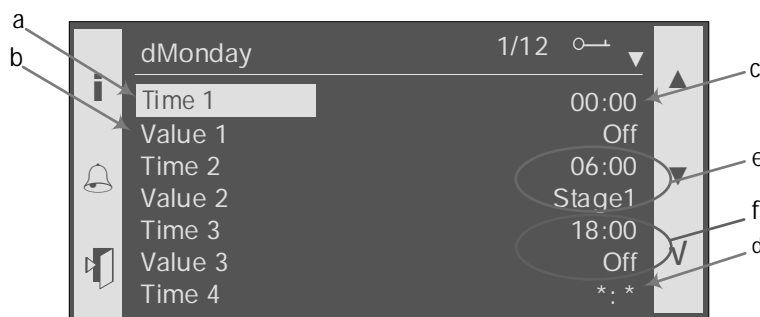 a
b
dMonday 1/12
Time 1 00:00 c
Value 1 Off
Time 2 06:00 e
Value 2 Stage1
Time 3 18:00 f
Value 3 Off d
Time 4 *: *